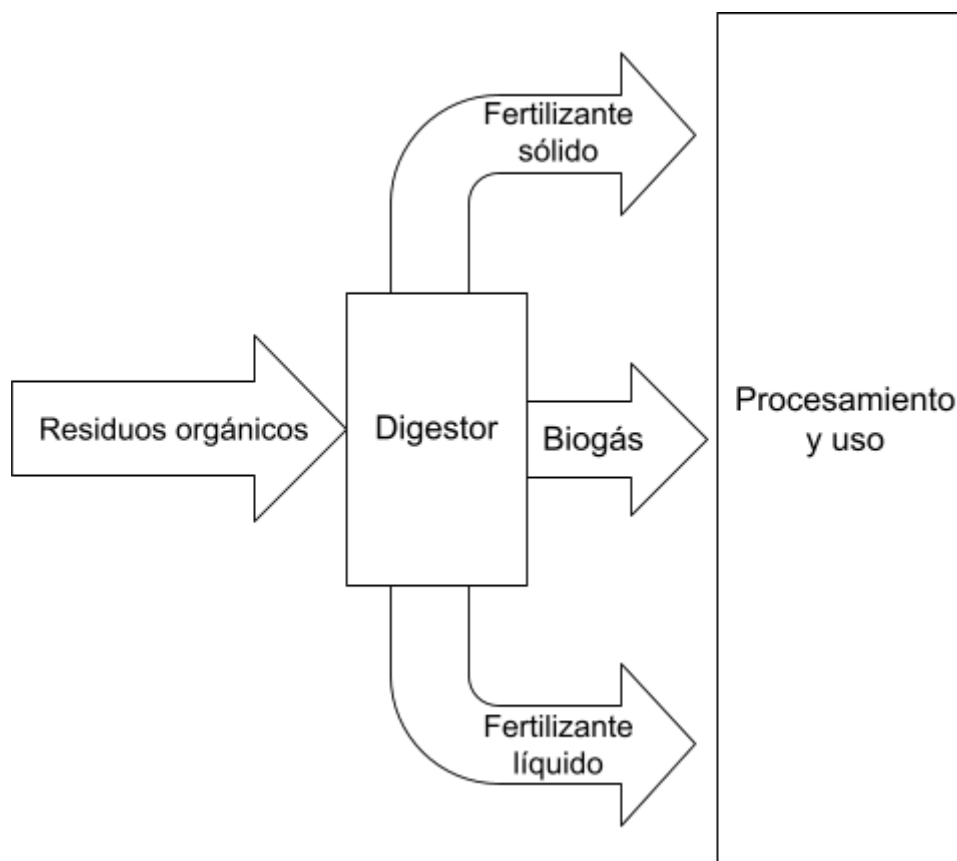 Fertilizante
sólido
Residuos orgánicos
Digestor
Biogás
Procesamiento
y uso
Fertilizante
líquido